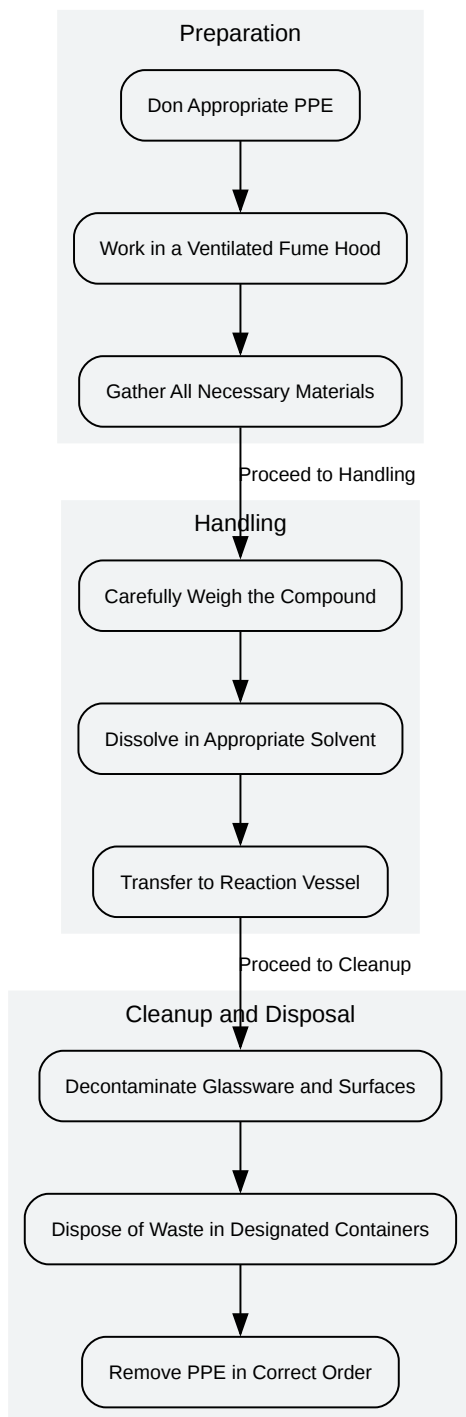 Preparation
Don Appropriate PPE
Work in a Ventilated Fume Hood
Gather All Necessary Materials
Proceed to Handling
Handling
Carefully Weigh the Compound
Dissolve in Appropriate Solvent
Transfer to Reaction Vessel
Proceed to Cleanup
Cleanup and Disposal
Decontaminate Glassware and Surfaces
Dispose of Waste in Designated Containers
Remove PPE in Correct Order